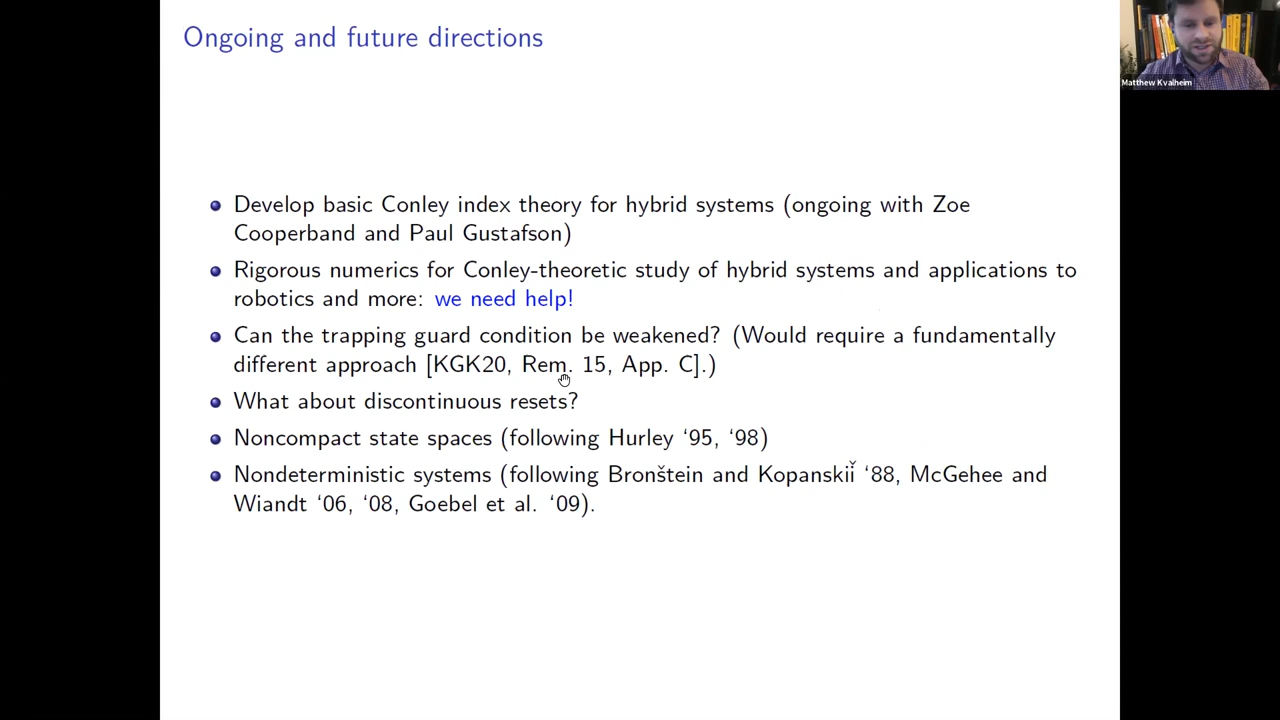 Ongoing and future directions
Matthew Kvalheim
Develop basic Conley index theory for hybrid systems (ongoing with Zoe
Cooperband and Paul Gustafson)
Rigorous numerics for Conley-theoretic study of hybrid systems and applications to
robotics and more: we need help!
Can the trapping guard condition be weakened? (Would require a fundamentally
different approach [KGK20, Rem. 15, App. C].)
What about discontinuous resets?
Noncompact state spaces (following Hurley ‘95, ‘98)
Nondeterministic systems (following Bronštein and Kopanskiǐ ‘88, McGehee and
Wiandt ‘06, ‘08, Goebel et al. ‘09).